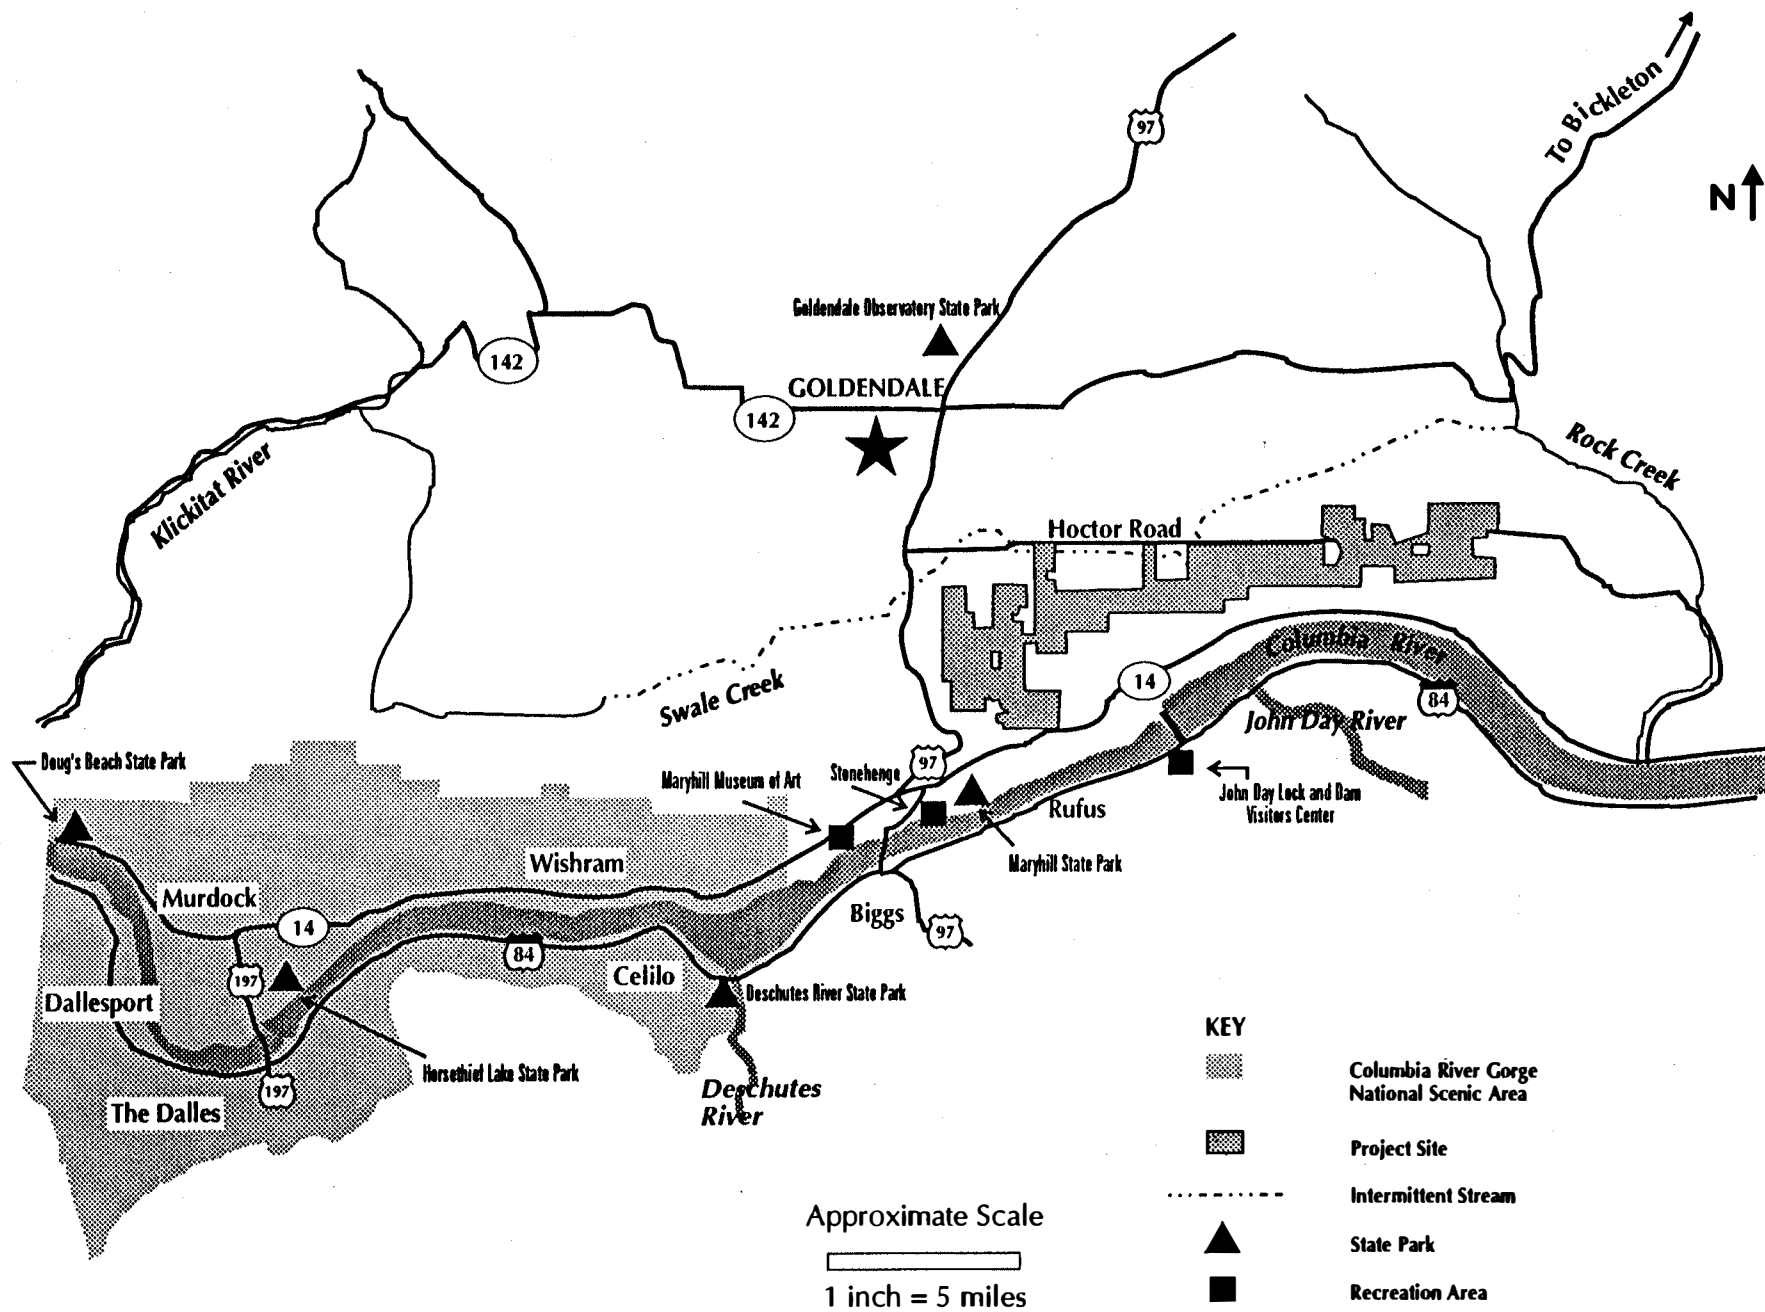 97
To Bickleton
N
Goldendale Observatory State Park
142
GOLDENDALE
142
Klickitat River
Rock Creek
Hoctor Road
Columbia River
Swale Creek
14
84
John Day River
Doug's Beach State Park
Maryhill Museum of Art
Stonehenge
97
John Day Lock and Dam
Visitors Center
Rufus
Maryhill State Park
Wishram
Murdock
14
Biggs
97
84
Celilo
197
Dallesport
Deschutes River State Park
Horsethief Lake State Park
197
The Dalles
Deschutes
River
KEY
Columbia River Gorge
National Scenic Area
Project Site
Intermittent Stream
State Park
Recreation Area
Approximate Scale
1 inch = 5 miles